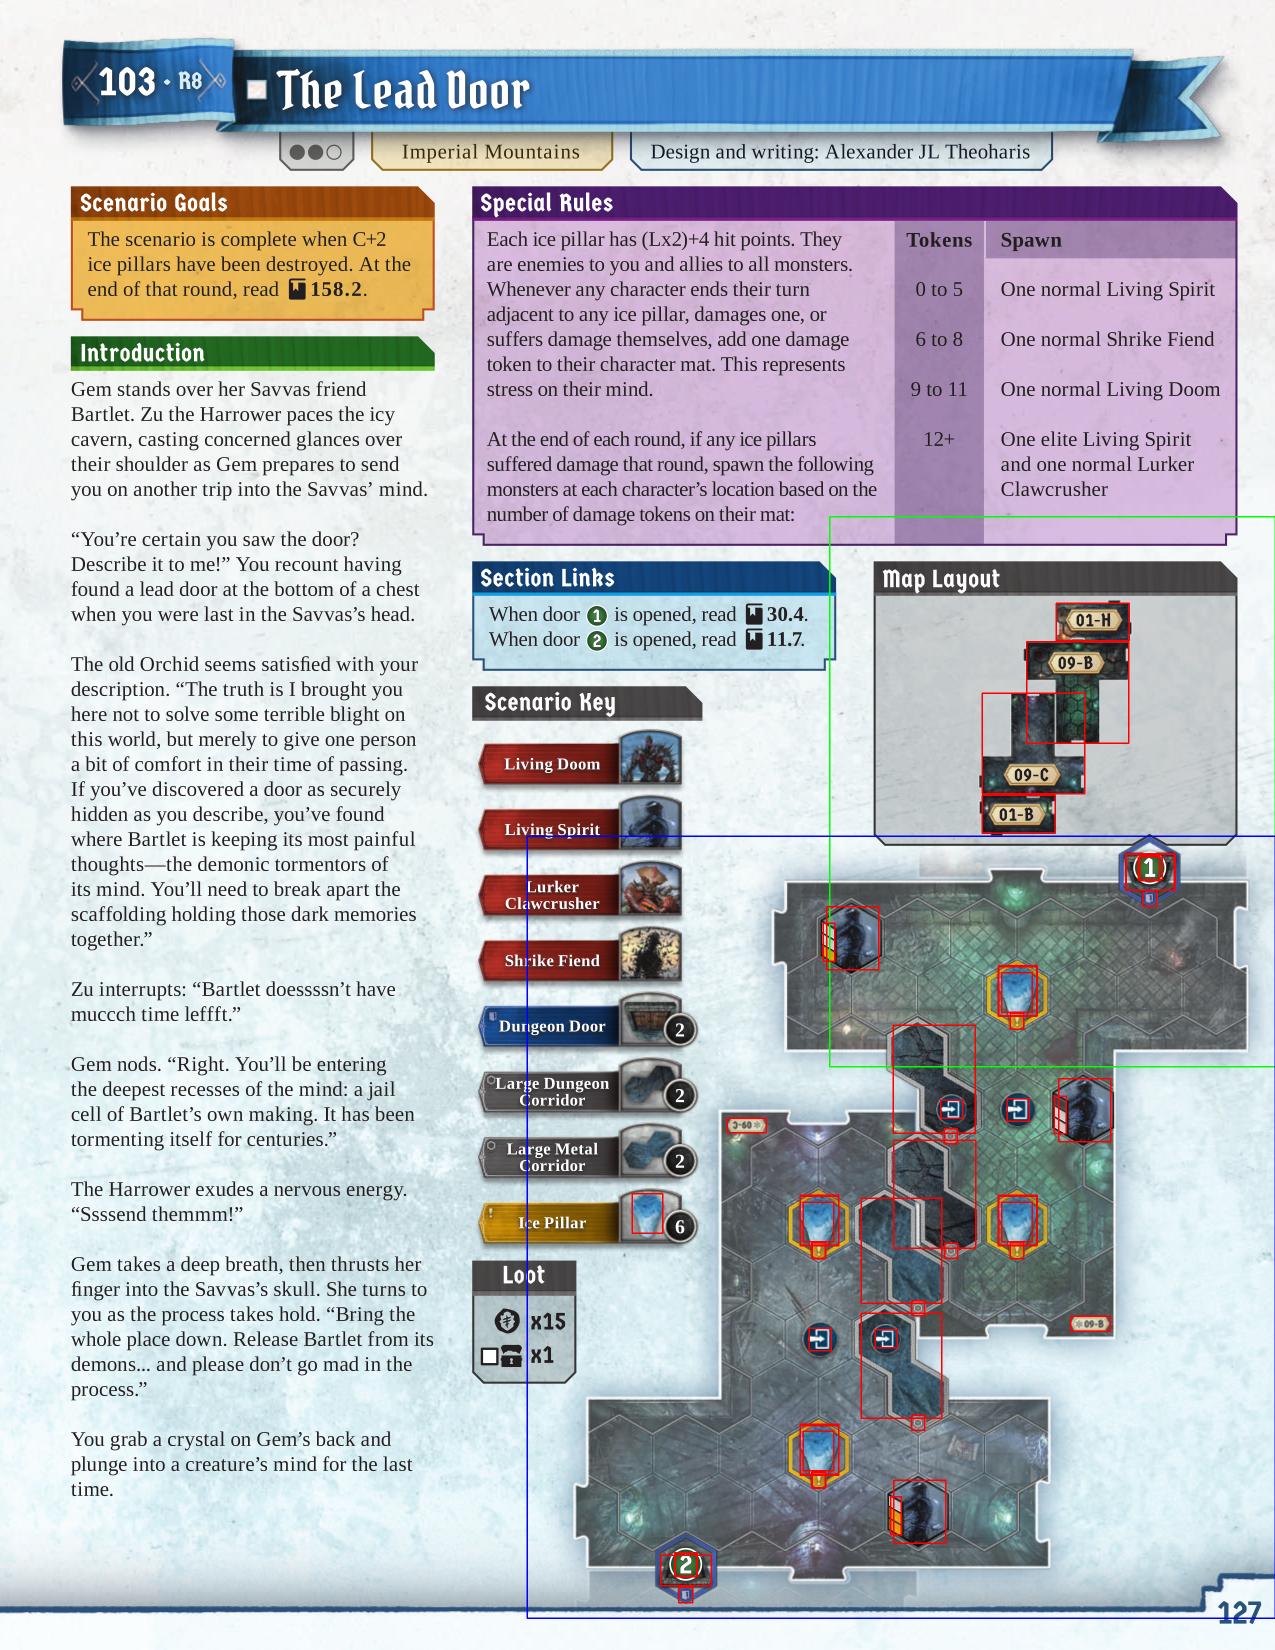 103 · R8
The Lead Door
Imperial Mountains
Design and writing: Alexander JL Theoharis
Scenario Goals
The scenario is complete when C+2
ice pillars have been destroyed. At the
end of that round, read 158.2.
Introduction
Gem stands over her Savvas friend
Bartlet. Zu the Harrower paces the icy
cavern, casting concerned glances over
their shoulder as Gem prepares to send
you on another trip into the Savvas’ mind.
“You’re certain you saw the door?
Describe it to me!” You recount having
found a lead door at the bottom of a chest
when you were last in the Savvas’s head.
The old Orchid seems satisfied with your
description. “The truth is I brought you
here not to solve some terrible blight on
this world, but merely to give one person
a bit of comfort in their time of passing.
If you’ve discovered a door as securely
hidden as you describe, you’ve found
where Bartlet is keeping its most painful
thoughts—the demonic tormentors of
its mind. You’ll need to break apart the
scaffolding holding those dark memories
together.”
Zu interrupts: “Bartlet doessssn’t have
muccch time leffft.”
Gem nods. “Right. You’ll be entering
the deepest recesses of the mind: a jail
cell of Bartlet’s own making. It has been
tormenting itself for centuries.”
The Harrower exudes a nervous energy.
“Ssssend themmm!”
Gem takes a deep breath, then thrusts her
finger into the Savvas’s skull. She turns to
you as the process takes hold. “Bring the
whole place down. Release Bartlet from its
demons... and please don’t go mad in the
process.”
You grab a crystal on Gem’s back and
plunge into a creature’s mind for the last
time.
Special Rules
Each ice pillar has (Lx2)+4 hit points. They
are enemies to you and allies to all monsters.
Whenever any character ends their turn
adjacent to any ice pillar, damages one, or
suffers damage themselves, add one damage
token to their character mat. This represents
stress on their mind.
At the end of each round, if any ice pillars
suffered damage that round, spawn the following
monsters at each character’s location based on the
number of damage tokens on their mat:
Tokens Spawn
0 to 5 One normal Living Spirit
6 to 8 One normal Shrike Fiend
9 to 11 One normal Living Doom
12+ One elite Living Spirit
and one normal Lurker
Clawcrusher
Section Links
When door 1 is opened, read 30.4.
When door 2 is opened, read 11.7.
Map Layout
01-H
09-B
09-C
01-B
Scenario Key
Living Doom
Living Spirit
Lurker
Clawcrusher
Shrike Fiend
Dungeon Door 2
Large Dungeon
Corridor 2
Large Metal
Corridor 2
Ice Pillar 6
Loot
x15
x1
1
09-C
09-B
2
127